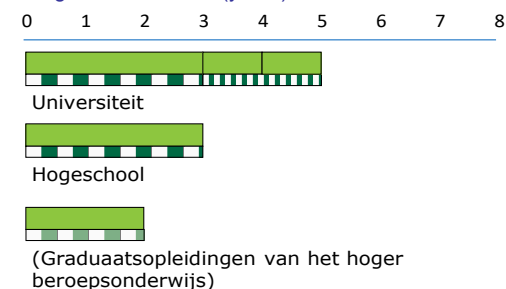 0 1 2 3 4 5 6 7 8
Universiteit
Hogeschool
(Graduaatsopleidingen van het hoger
beroepsonderwijs)